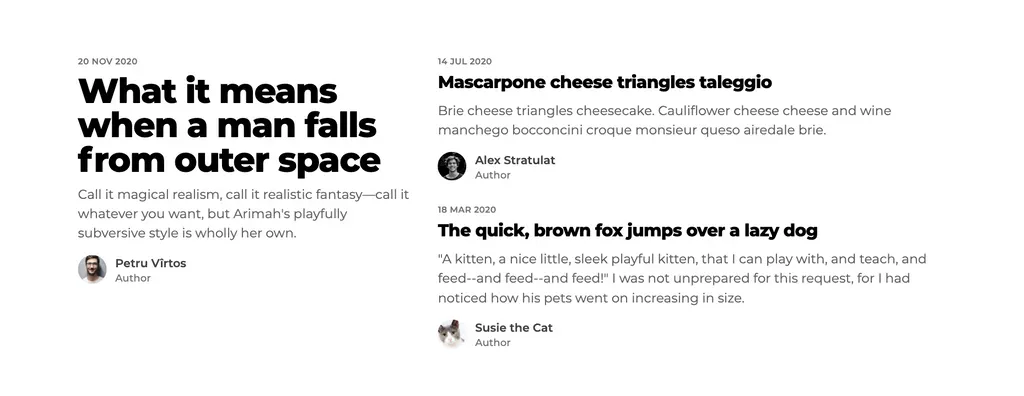 20 NOV 2020
What it means
when a man falls
from outer space
Call it magical realism, call it realistic fantasy—call it
whatever you want, but Arimah's playfully
subversive style is wholly her own.
Petru Vîrtos
Author
14 JUL 2020
Mascarpone cheese triangles taleggio
Brie cheese triangles cheesecake. Cauliflower cheese cheese and wine
manchego bocconcini croque monsieur queso airedale brie.
Alex Stratulat
Author
18 MAR 2020
The quick, brown fox jumps over a lazy dog
"A kitten, a nice little, sleek playful kitten, that I can play with, and teach, and
feed--and feed--and feed!" I was not unprepared for this request, for I had
noticed how his pets went on increasing in size.
Susie the Cat
Author